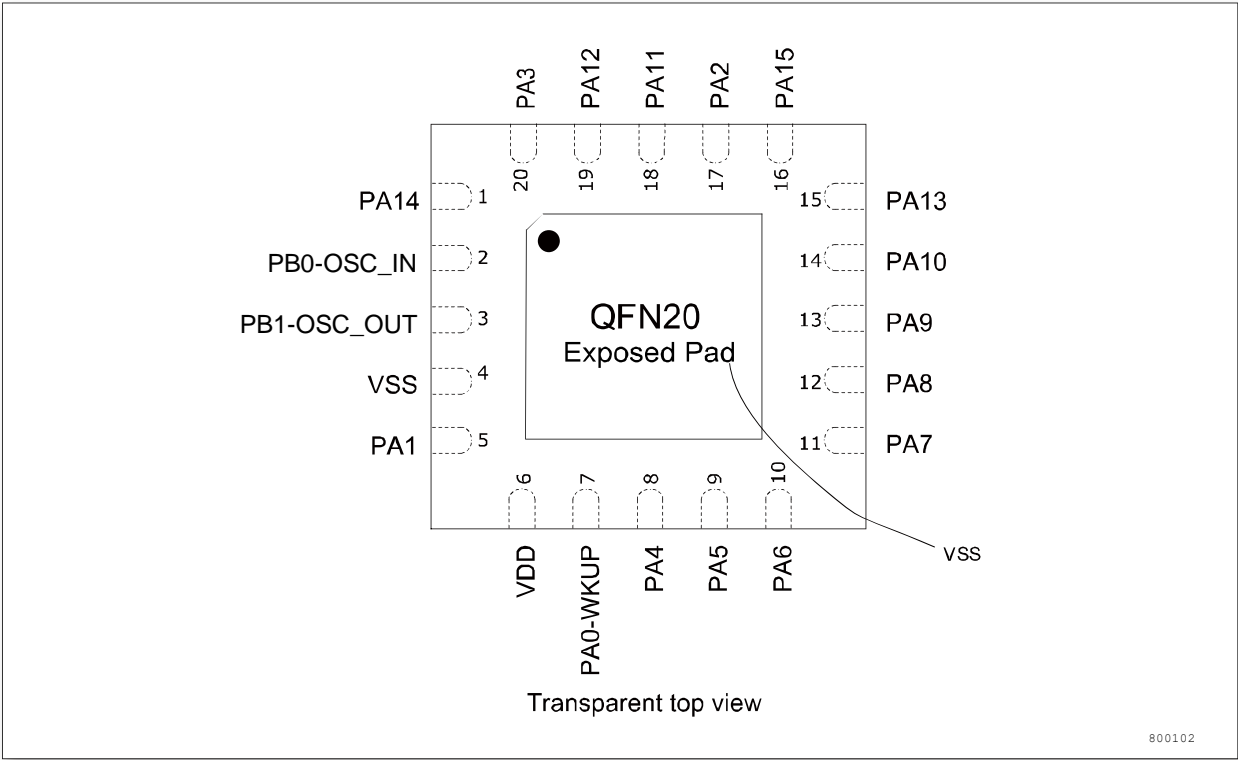 PA3
PA12
PA11
PA2
PA15
20
19
18
17
16
PA14
1
15
PA13
PB0-OSC_IN
2
14
PA10
PB1-OSC_OUT
3
13
PA9
VSS
4
12
PA8
PA1
5
11
PA7
QFN20
Exposed Pad
6
7
8
9
10
VDD
PA0-WKUP
PA4
PA5
PA6
VSS
Transparent top view
800102